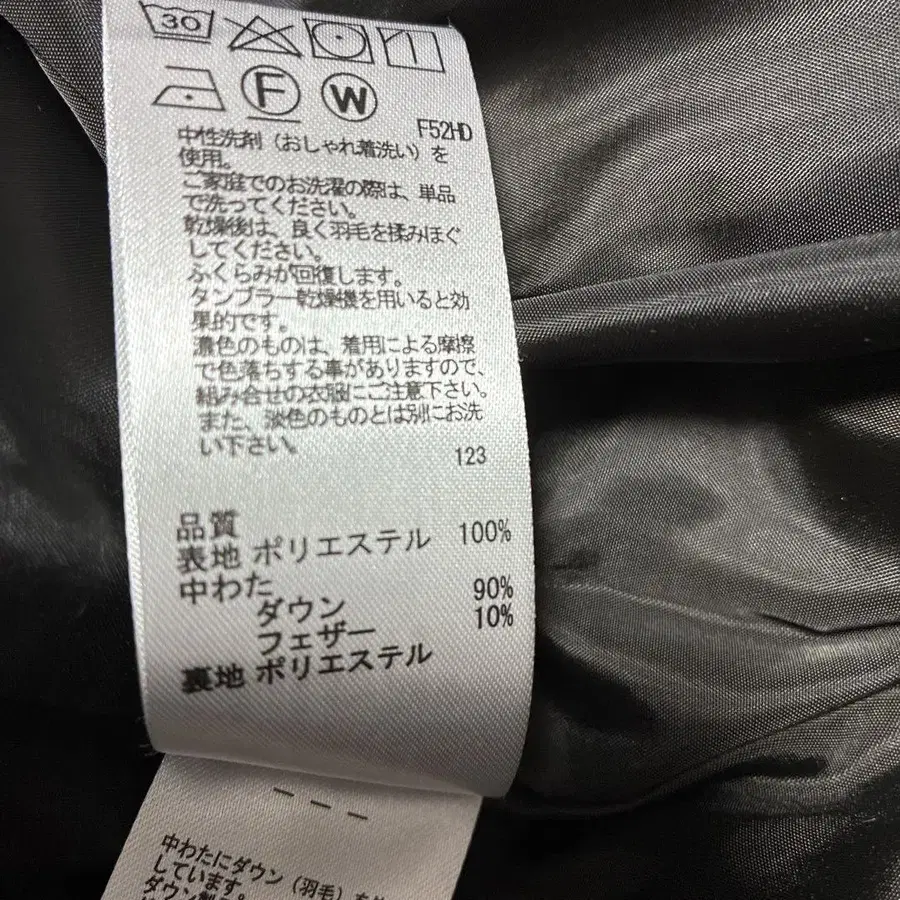 30
F W
F52HD
中性洗剤（おしゃれ着洗い）を
使用。
ご家庭でのお洗濯の際は、単品
で洗ってください。
乾燥後は、良く羽毛を揉みほぐ
してください。
ふくらみが回復します。
タンブラー乾燥機を用いると効
果的です。
濃色のものは、着用による摩擦
で色落ちする事がありますので、
組み合せの衣服にご注意下さい。
また、淡色のものとは別にお洗
い下さい。
123
品質
表地 ポリエステル 100%
中わた
ダウン 90%
フェザー 10%
裏地 ポリエステル
中わたにダウン（羽毛）を
しています。
ダウン